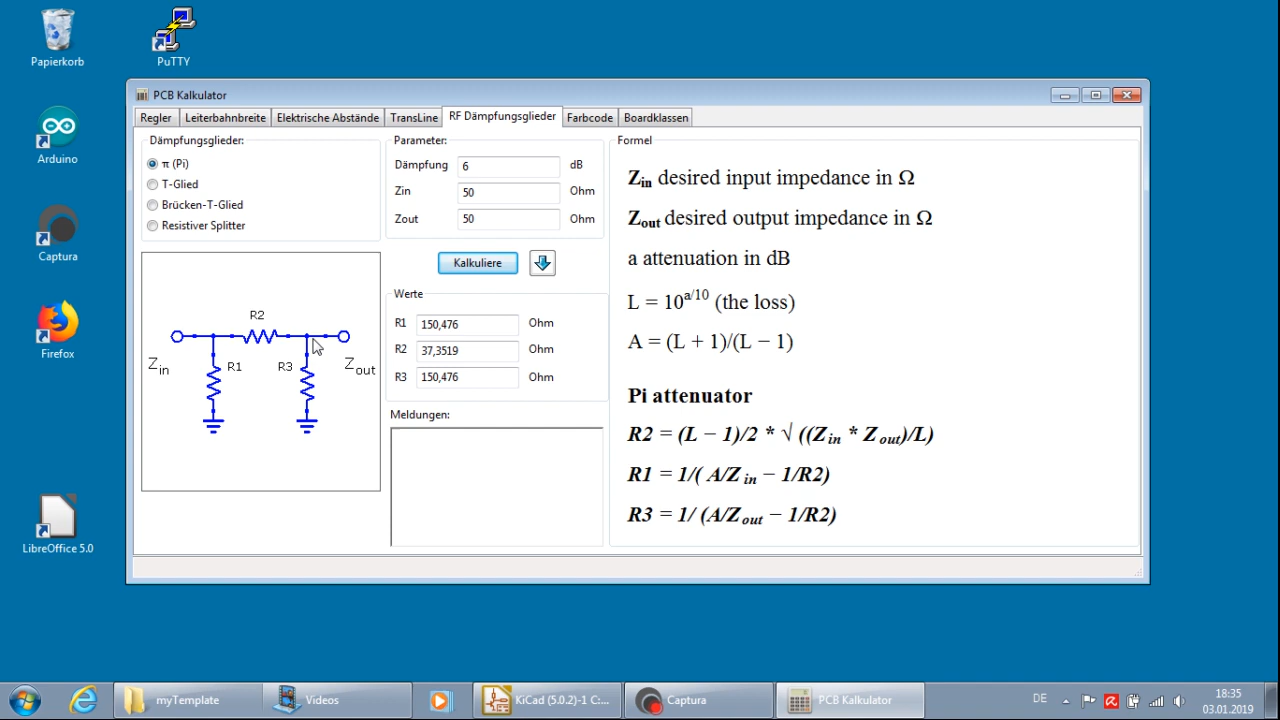 Papierkorb
PuTTY
Arduino
Captura
Firefox
LibreOffice 5.0
PCB Kalkulator
Regler Leiterbahnbreite Elektrische Abstände TransLine RF Dämpfungsglieder Farbcode Boardklassen
Dämpfungsglieder:
π (Pi)
T-Glied
Brücken-T-Glied
Resistiver Splitter
R2
Zin R1 R3 Zout
Parameter:
Dämpfung 6 dB
Zin 50 Ohm
Zout 50 Ohm
Kalkuliere
Werte
R1 150,476 Ohm
R2 37,3519 Ohm
R3 150,476 Ohm
Meldungen:
Formel
Zin desired input impedance in Ω
Zout desired output impedance in Ω
a attenuation in dB
L = 10^a/10 (the loss)
A = (L + 1)/(L − 1)
Pi attenuator
R2 = (L − 1)/2 * √ ((Zin * Zout)/L)
R1 = 1/( A/Zin − 1/R2)
R3 = 1/ (A/Zout − 1/R2)
myTemplate Videos KiCad (5.0.2)-1 C:... Captura PCB Kalkulator DE 18:35
03.01.2019